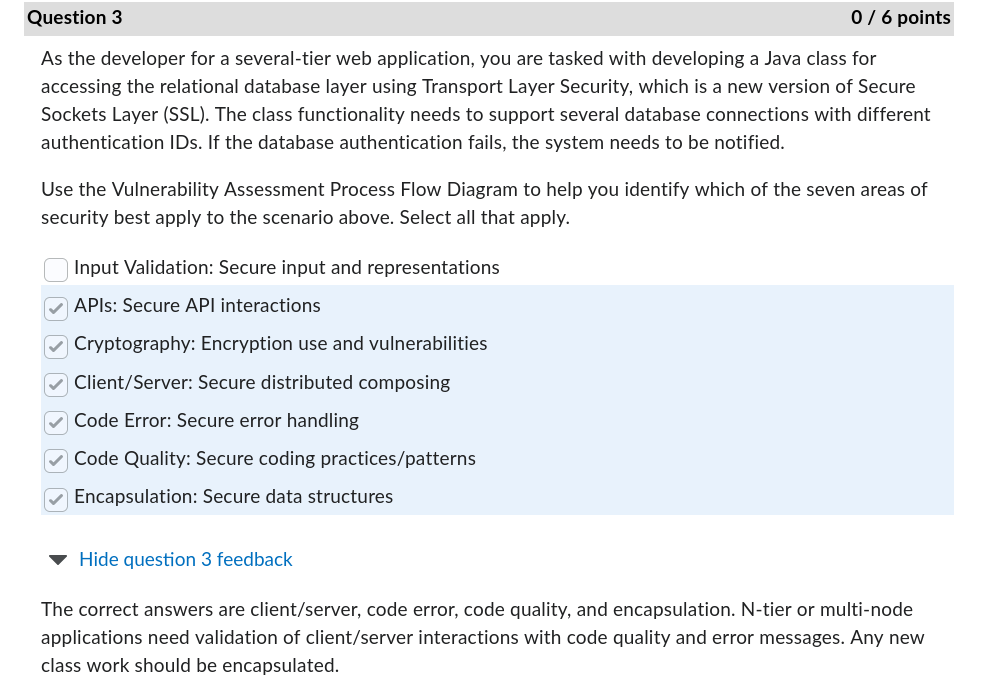 Question 3
0 / 6 points
As the developer for a several-tier web application, you are tasked with developing a Java class for
accessing the relational database layer using Transport Layer Security, which is a new version of Secure
Sockets Layer (SSL). The class functionality needs to support several database connections with different
authentication IDs. If the database authentication fails, the system needs to be notified.
Use the Vulnerability Assessment Process Flow Diagram to help you identify which of the seven areas of
security best apply to the scenario above. Select all that apply.
Input Validation: Secure input and representations
APIs: Secure API interactions
Cryptography: Encryption use and vulnerabilities
Client/Server: Secure distributed composing
Code Error: Secure error handling
Code Quality: Secure coding practices/patterns
Encapsulation: Secure data structures
Hide question 3 feedback
The correct answers are client/server, code error, code quality, and encapsulation. N-tier or multi-node
applications need validation of client/server interactions with code quality and error messages. Any new
class work should be encapsulated.